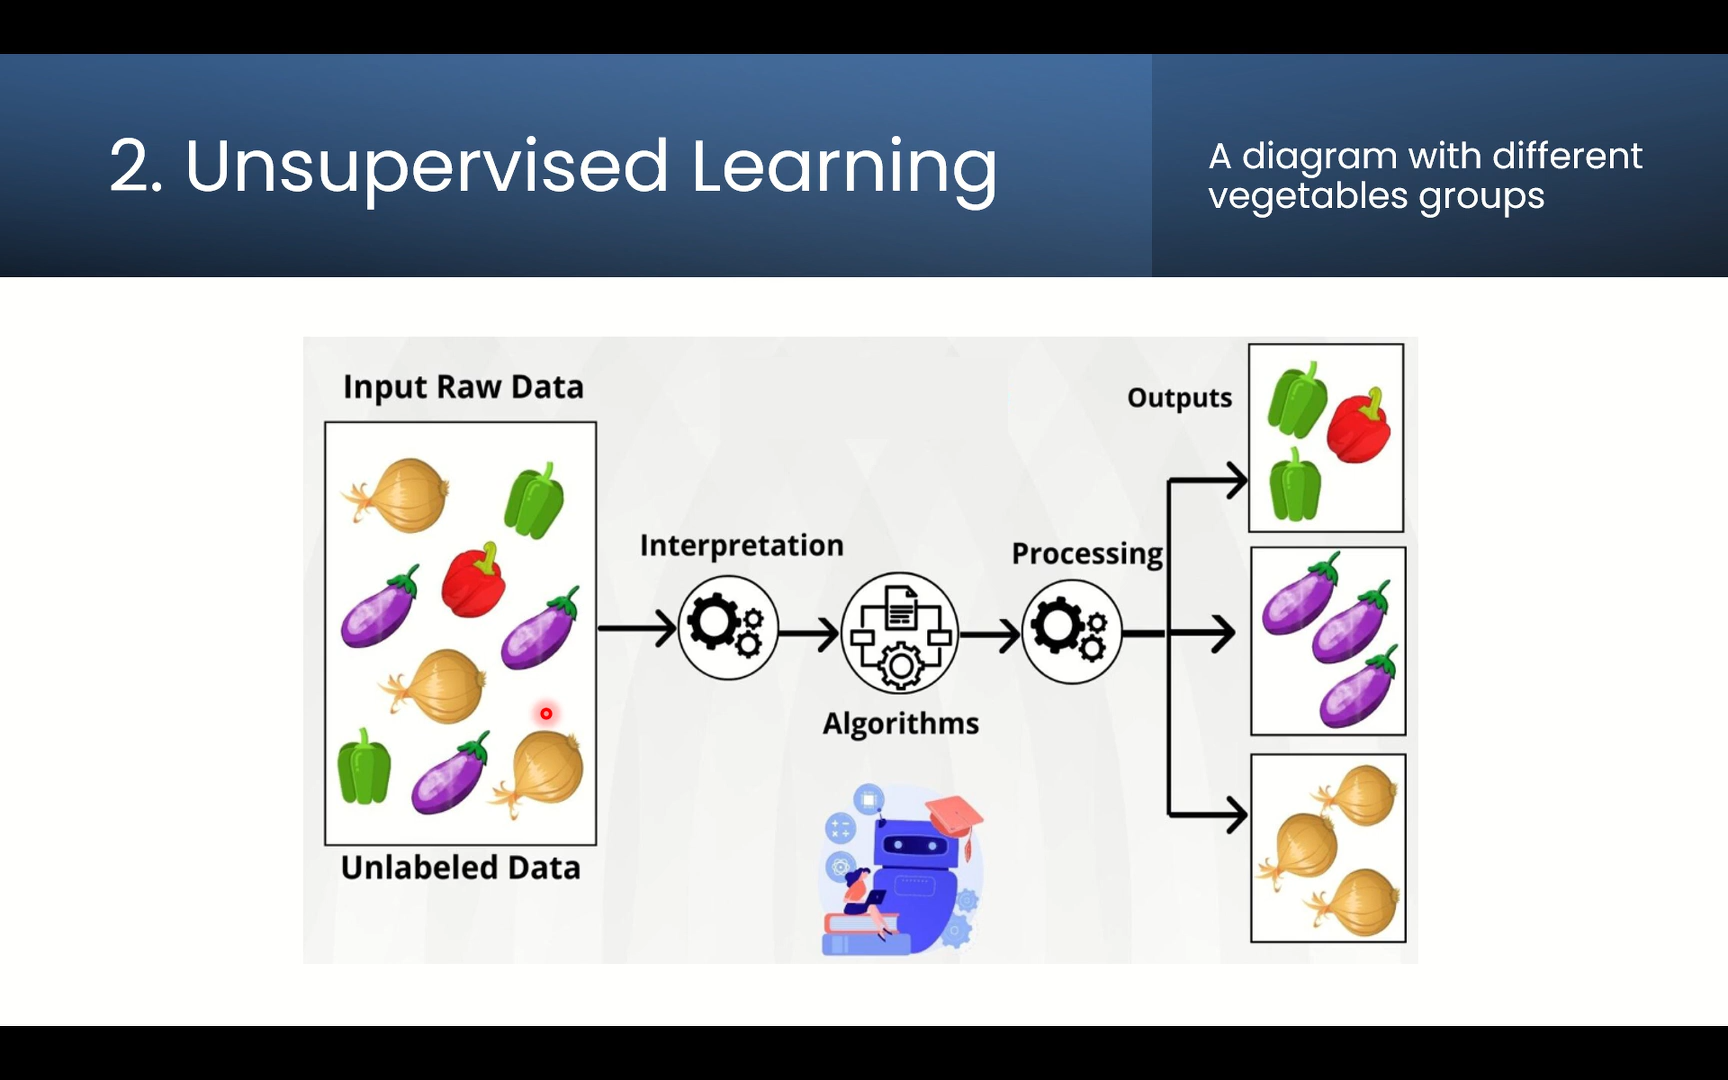 2. Unsupervised Learning
A diagram with different
vegetables groups
Input Raw Data
Outputs
Interpretation
Processing
Algorithms
Unlabeled Data